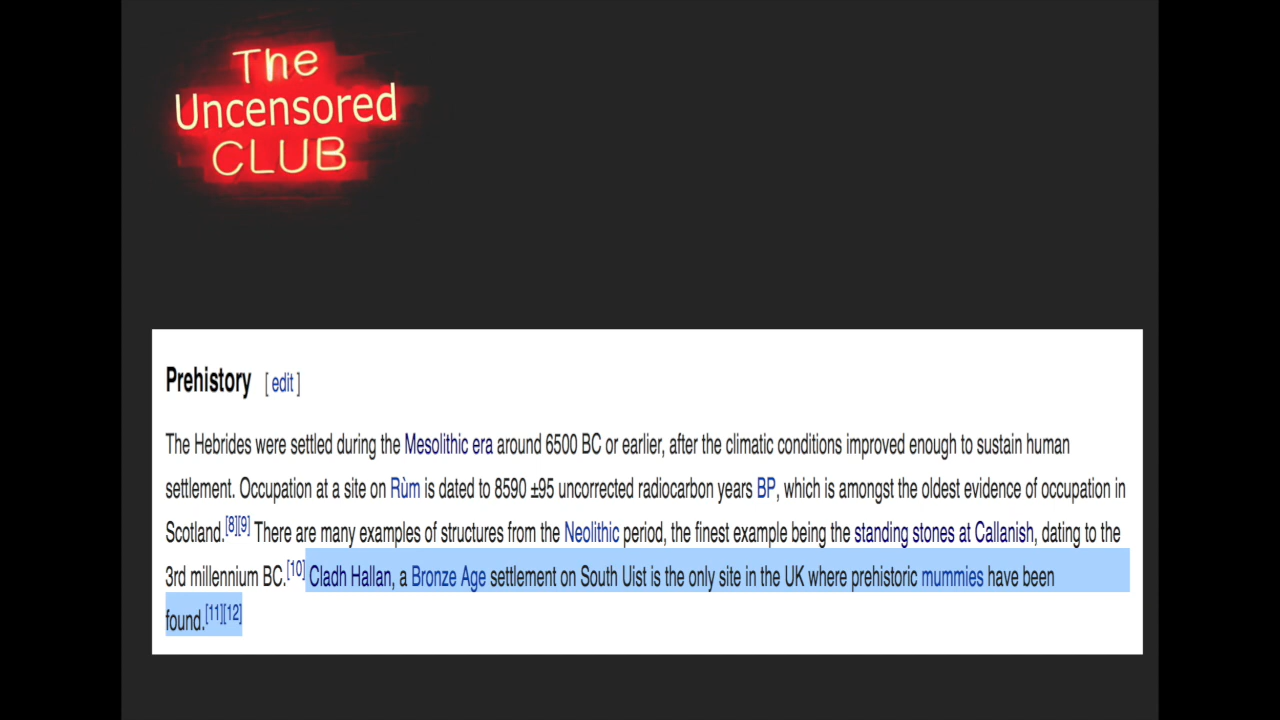 The
Uncensored
CLUB
Prehistory [ edit ]
The Hebrides were settled during the Mesolithic era around 6500 BC or earlier, after the climatic conditions improved enough to sustain human
settlement. Occupation at a site on Rùm is dated to 8590 ±95 uncorrected radiocarbon years BP, which is amongst the oldest evidence of occupation in
Scotland.[8][9] There are many examples of structures from the Neolithic period, the finest example being the standing stones at Callanish, dating to the
3rd millennium BC.[10] Cladh Hallan, a Bronze Age settlement on South Uist is the only site in the UK where prehistoric mummies have been
found.[11][12]